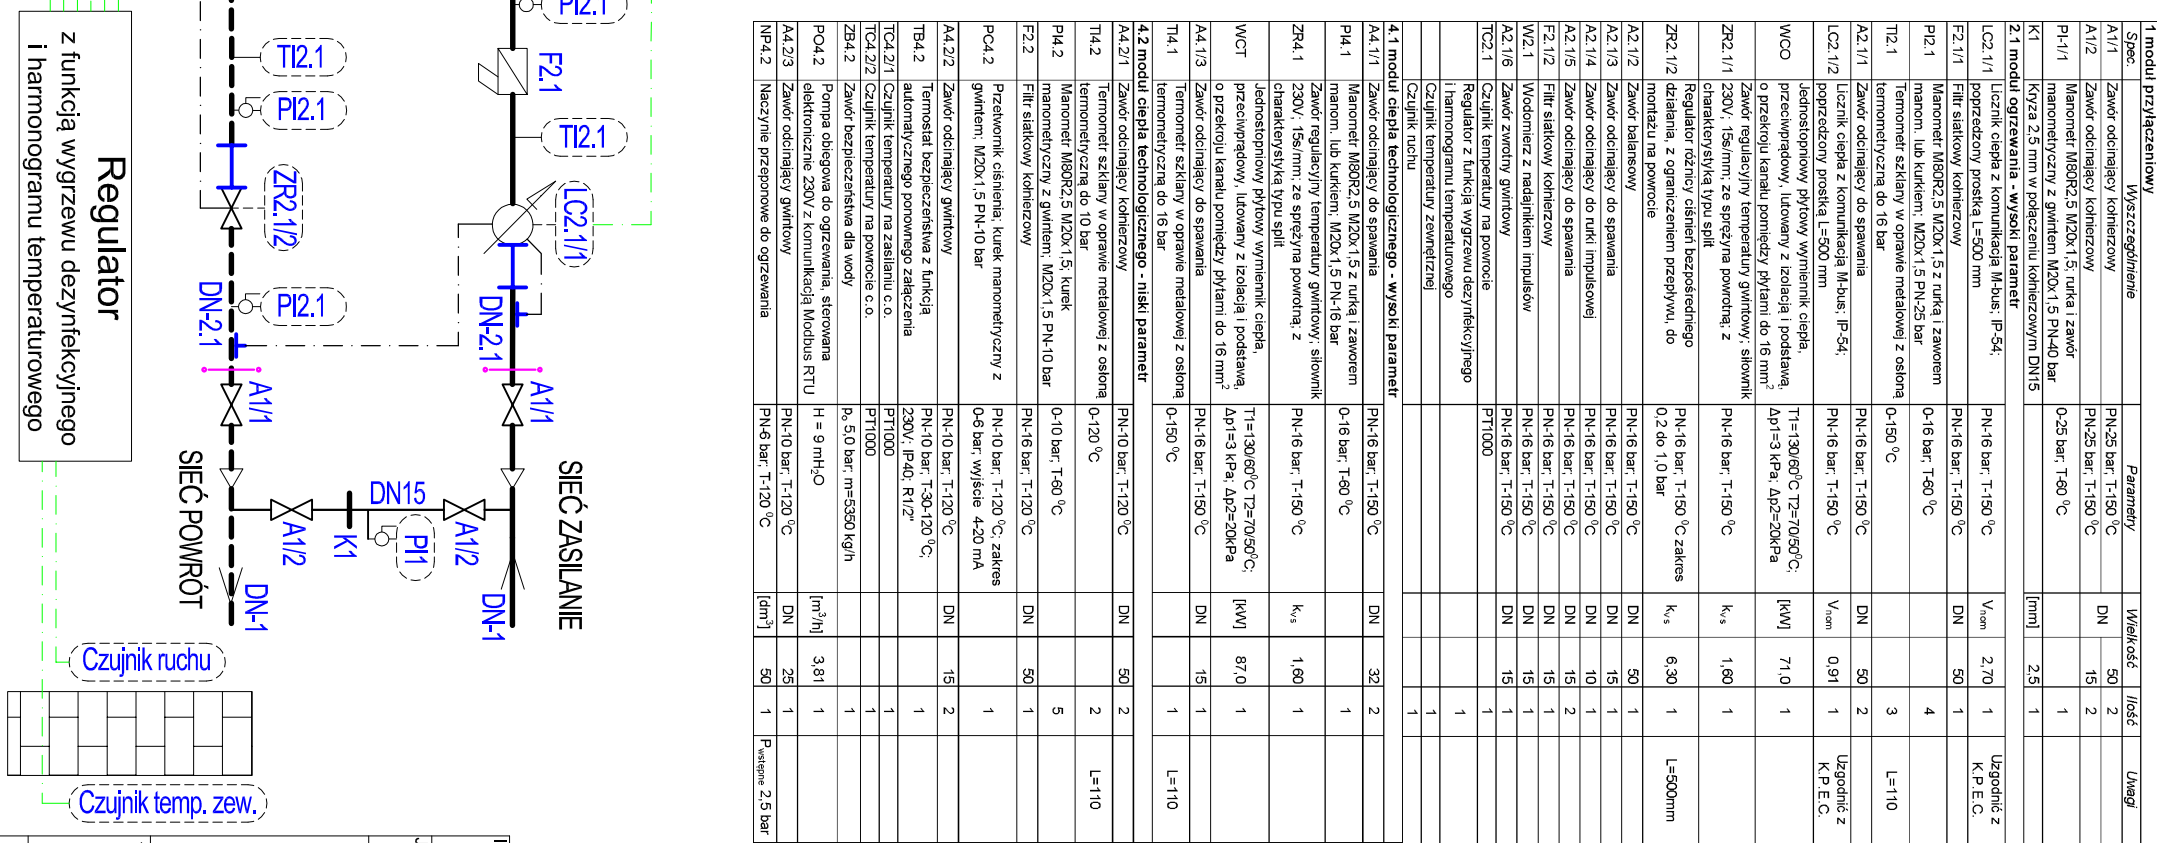 1 moduł przyłączeniowy
Spec. Wyszczególnienie Parametry Wielkość Ilość Uwagi
A1/1 Zawór odcinający kołnierzowy PN-25 bar; T-150 °C DN 50 2
A1/2 Zawór odcinający kołnierzowy PN-25 bar; T-150 °C 15 2
PI-1/1 Manometr M80R2,5 M20x1,5; rurka i zawór
manometryczny z gwintem M20x1,5 PN-40 bar 0-25 bar; T-60 °C 1
K1 Kryza 2,5 mm w połączeniu kołnierzowym DN15 [mm] 2,5 1
2.1 moduł ogrzewania - wysoki parametr
LC2.1/1 Licznik ciepła z komunikacją M-bus; IP-54;
poprzedzony prostką L=500 mm PN-16 bar; T-150 °C Vnom 2,70 1 Uzgodnić z
K.P.E.C.
F2.1/1 Filtr siatkowy kołnierzowy PN-16 bar; T-150 °C DN 50 1
PI2.1 Manometr M80R2,5 M20x1,5 z rurką i zaworem
manom. lub kurkiem; M20x1,5 PN-25 bar 0-16 bar; T-60 °C 4
TI2.1 Termometr szklany w oprawie metalowej z osłoną
termometryczną do 16 bar 0-150 °C 3 L=110
A2.1/1 Zawór odcinający do spawania PN-16 bar; T-150 °C DN 50 2
LC2.1/2 Licznik ciepła z komunikacją M-bus; IP-54;
poprzedzony prostką L=500 mm PN-16 bar; T-150 °C Vnom 0,91 1 Uzgodnić z
K.P.E.C.
WCO Jednostopniowy płytowy wymiennik ciepła,
przeciwprądowy, lutowany z izolacją i podstawą,
o przekroju kanału pomiędzy płytami do 16 mm² T1=130/60°C T2=70/50°C;
Δp1=3 kPa; Δp2=20kPa [kW] 71,0 1
ZR2.1/1 Zawór regulacyjny temperatury gwintowy; siłownik
230V; 15s/mm; ze sprężyna powrotną; z
charakterystyką typu split PN-16 bar; T-150 °C kvs 1,60 1
ZR2.1/2 Regulator różnicy ciśnień bezpośredniego
działania, z ograniczeniem przepływu, do
montażu na powrocie PN-16 bar; T-150 °C zakres
0,2 do 1,0 bar kvs 6,30 1 L=500mm
A2.1/2 Zawór balansowy PN-16 bar; T-150 °C DN 50 1
A2.1/3 Zawór odcinający do spawania PN-16 bar; T-150 °C DN 15 1
A2.1/4 Zawór odcinający do rurki impulsowej PN-16 bar; T-150 °C DN 10 1
A2.1/5 Zawór odcinający do spawania PN-16 bar; T-150 °C DN 15 2
F2.1/2 Filtr siatkowy kołnierzowy PN-16 bar; T-150 °C DN 15 1
W2.1 Wodomierz z nadajnikiem impulsów PN-16 bar; T-150 °C DN 15 1
A2.1/6 Zawór zwrotny gwintowy PN-16 bar; T-150 °C DN 15 1
TC2.1 Czujnik temperatury na powrocie PT1000 1
Regulator z funkcją wygrzewu dezynfekcyjnego
i harmonogramu temperaturowego 1
Czujnik temperatury zewnętrznej 1
Czujnik ruchu 1
4.1 moduł ciepła technologicznego - wysoki parametr
A4.1/1 Zawór odcinający do spawania PN-16 bar; T-150 °C DN 32 2
PI4.1 Manometr M80R2,5 M20x1,5 z rurką i zaworem
manom. lub kurkiem; M20x1,5 PN-16 bar 0-16 bar; T-60 °C 1
ZR4.1 Zawór regulacyjny temperatury gwintowy; siłownik
230V; 15s/mm; ze sprężyna powrotną; z
charakterystyką typu split PN-16 bar; T-150 °C kvs 1,60 1
WCT Jednostopniowy płytowy wymiennik ciepła,
przeciwprądowy, lutowany z izolacją i podstawą,
o przekroju kanału pomiędzy płytami do 16 mm² T1=130/60°C T2=70/50°C;
Δp1=3 kPa; Δp2=20kPa [kW] 87,0 1
A4.1/3 Zawór odcinający do spawania PN-16 bar; T-150 °C DN 15 1
TI4.1 Termometr szklany w oprawie metalowej z osłoną
termometryczną do 16 bar 0-150 °C 1 L=110
4.2 moduł ciepła technologicznego - niski parametr
A4.2/1 Zawór odcinający kołnierzowy PN-10 bar; T-120 °C DN 50 2
TI4.2 Termometr szklany w oprawie metalowej z osłoną
termometryczną do 10 bar 0-120 °C 2 L=110
PI4.2 Manometr M80R2,5 M20x1,5; kurek
manometryczny z gwintem; M20x1,5 PN-10 bar 0-10 bar; T-60 °C 5
F2.2 Filtr siatkowy kołnierzowy PN-16 bar; T-120 °C DN 50 1
PC4.2 Przetwornik ciśnienia; kurek manometryczny z
gwintem; M20x1,5 PN-10 bar PN-10 bar; T-120 °C; zakres
0-6 bar; wyjście 4-20 mA 1
A4.2/2 Zawór odcinający gwintowy PN-10 bar; T-120 °C DN 15 2
TB4.2 Termostat bezpieczeństwa z funkcją
automatycznego ponownego załączenia PN-10 bar; T-30-120 °C;
230V; IP40; R1/2" 1
TC4.2/1 Czujnik temperatury na zasilaniu c.o. PT1000 1
TC4.2/2 Czujnik temperatury na powrocie c.o. PT1000 1
ZB4.2 Zawór bezpieczeństwa dla wody po 5,0 bar; m=5350 kg/h 1
PO4.2 Pompa obiegowa do ogrzewania, sterowana
elektronicznie 230V z komunikacją Modbus RTU H = 9 mH₂O [m³/h] 3,81 1
A4.2/3 Zawór odcinający gwintowy PN-10 bar; T-120 °C DN 25 1
NP4.2 Naczynie przeponowe do ogrzewania PN-6 bar; T-120 °C [dm³] 50 1 Pwstępne 2,5 bar
PI2.1
F2.1
TI2.1
LC2.1/1
DN-2.1
A1/1
SIEĆ ZASILANIE
DN-1
TI2.1
PI2.1
ZR2.1/2
PI2.1
DN-2.1
A1/1
SIEĆ POWRÓT
DN-1
A1/2
DN15
PI1
K1
A1/2
Regulator
z funkcją wygrzewu dezynfekcyjnego
i harmonogramu temperaturowego
Czujnik ruchu
Czujnik temp. zew.